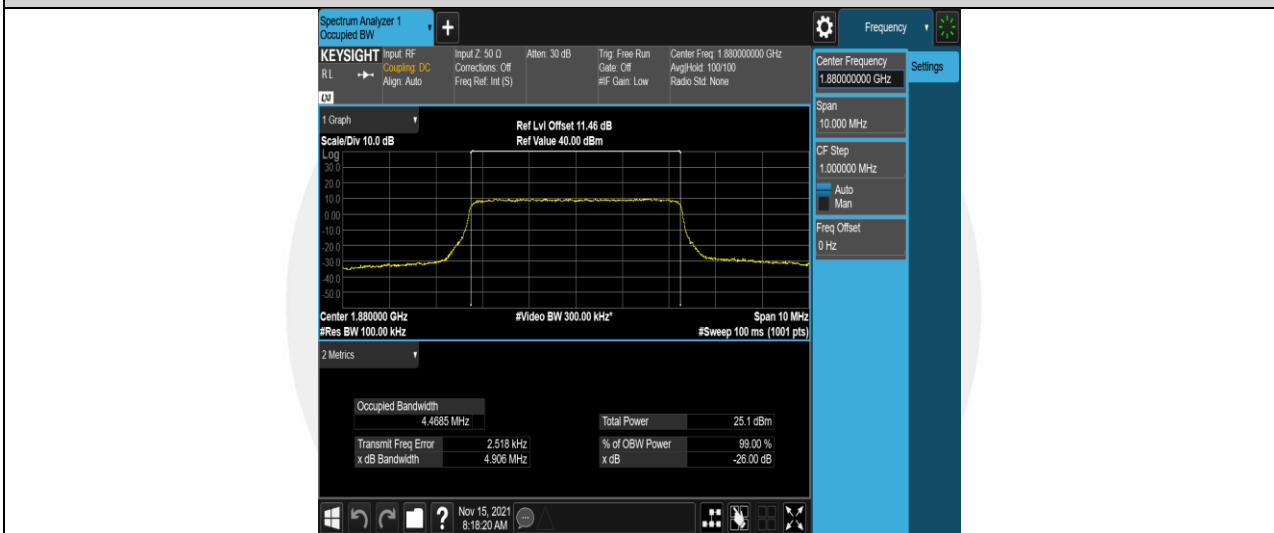 Spectrum Analyzer 1
Occupied BW
+
Frequency
KEYSIGHT Input: RF Input Z: 50 Ω Atten: 30 dB Trig: Free Run Center Freq: 1.880000000 GHz
Coupling: DC Corrections: Off Gate: Off Avg|Hold: 100/100
RL Align: Auto Freq Ref: Int (S) #IF Gain: Low Radio Std: None
LXI
Center Frequency
1.880000000 GHz
Settings
Span
10.000 MHz
CF Step
1.000000 MHz
Auto
Man
Freq Offset
0 Hz
1 Graph
Ref Lvl Offset 11.46 dB
Scale/Div 10.0 dB Ref Value 40.00 dBm
Log
30.0
20.0
10.0
0.00
-10.0
-20.0
-30.0
-40.0
-50.0
Center 1.880000 GHz #Video BW 300.00 kHz* Span 10 MHz
#Res BW 100.00 kHz #Sweep 100 ms (1001 pts)
2 Metrics
Occupied Bandwidth
4.4685 MHz Total Power 25.1 dBm
Transmit Freq Error 2.518 kHz % of OBW Power 99.00 %
x dB Bandwidth 4.906 MHz x dB -26.00 dB
? Nov 15, 2021
8:18:20 AM